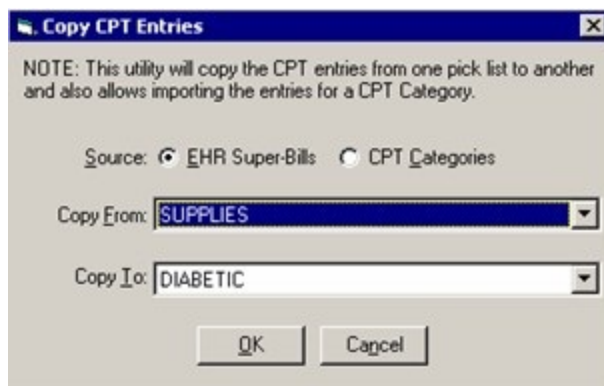 Copy CPT Entries
NOTE: This utility will copy the CPT entries from one pick list to another
and also allows importing the entries for a CPT Category.
Source: EHR Super-Bills CPT Categories
Copy From: SUPPLIES
Copy To: DIABETIC
OK Cancel